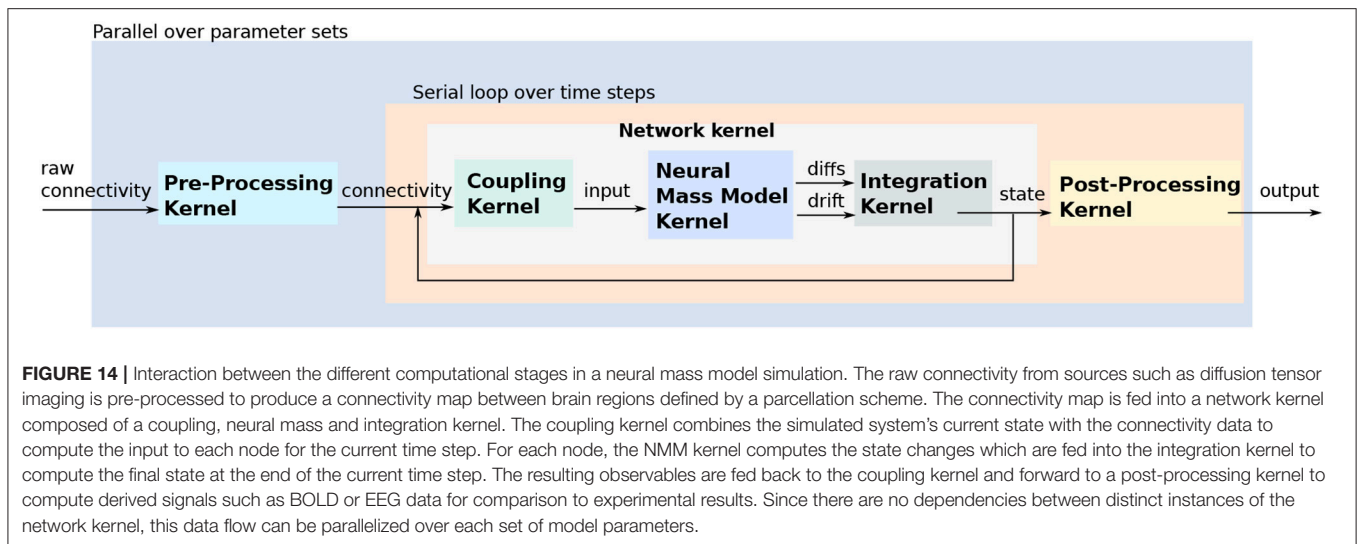 Parallel over parameter sets
Serial loop over time steps
Network kernel
raw
connectivity
Pre-Processing
Kernel
connectivity
Coupling
Kernel
input
Neural
Mass Model
Kernel
diffs
drift
Integration
Kernel
state
Post-Processing
Kernel
output
FIGURE 14 | Interaction between the different computational stages in a neural mass model simulation. The raw connectivity from sources such as diffusion tensor
imaging is pre-processed to produce a connectivity map between brain regions defined by a parcellation scheme. The connectivity map is fed into a network kernel
composed of a coupling, neural mass and integration kernel. The coupling kernel combines the simulated system's current state with the connectivity data to
compute the input to each node for the current time step. For each node, the NMM kernel computes the state changes which are fed into the integration kernel to
compute the final state at the end of the current time step. The resulting observables are fed back to the coupling kernel and forward to a post-processing kernel to
compute derived signals such as BOLD or EEG data for comparison to experimental results. Since there are no dependencies between distinct instances of the
network kernel, this data flow can be parallelized over each set of model parameters.